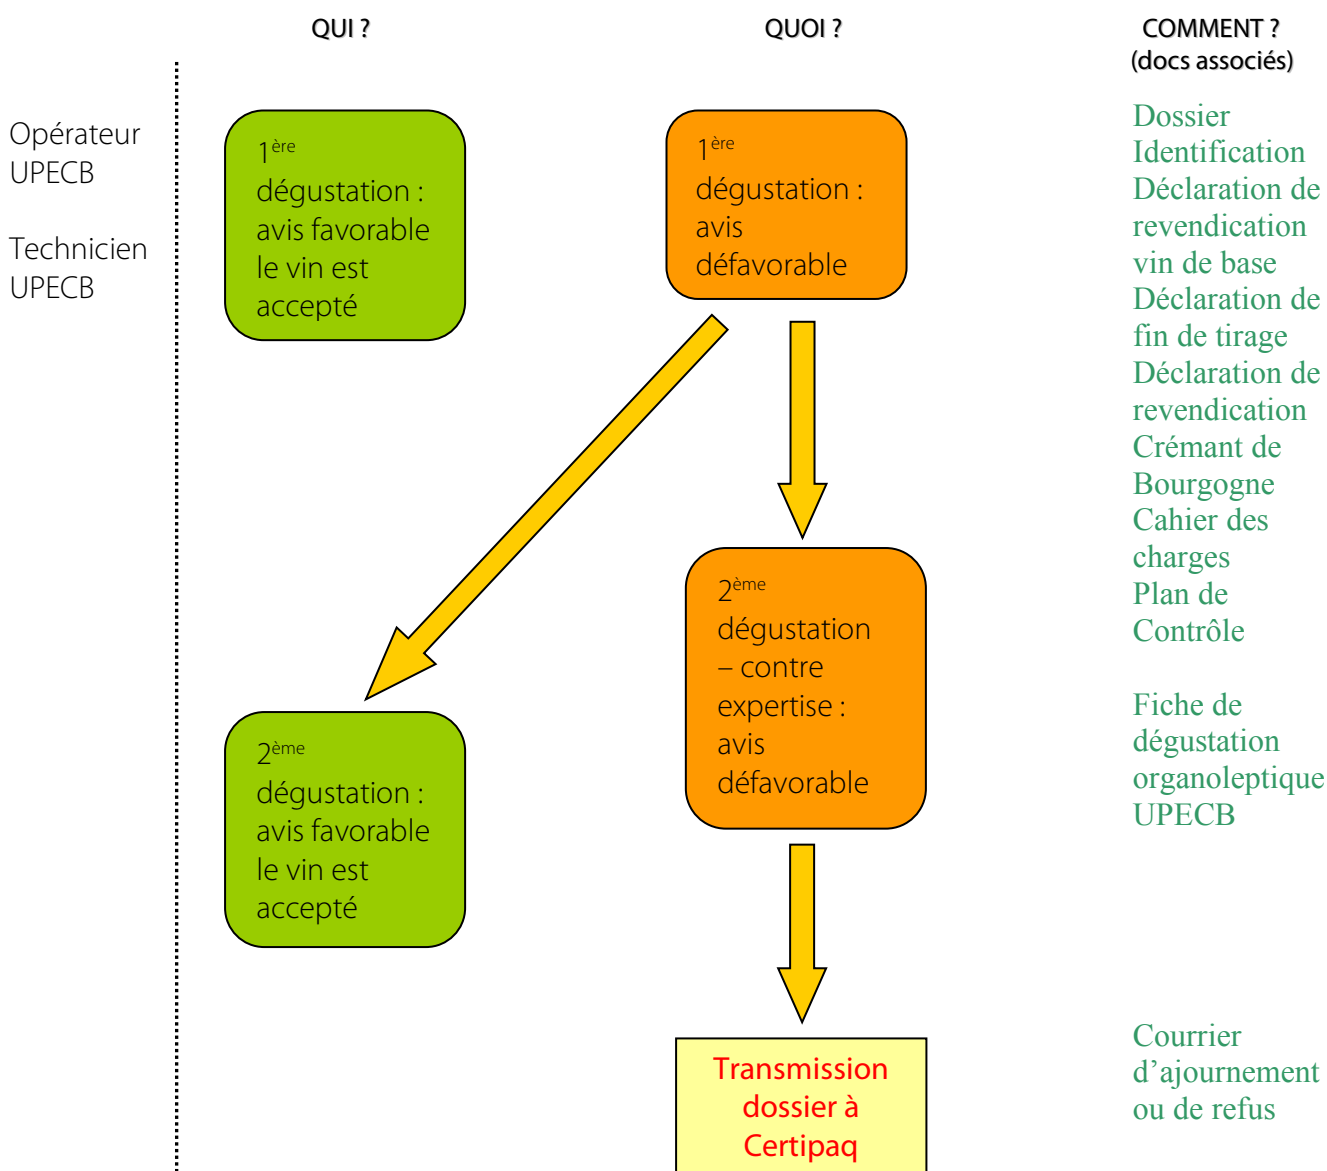 QUI ?
QUOI ?
COMMENT ?
(docs associés)
Opérateur
UPECB
Technicien
UPECB
1ère
dégustation :
avis favorable
le vin est
accepté
1ère
dégustation :
avis
défavorable
2ème
dégustation
– contre
expertise :
avis
défavorable
2ème
dégustation :
avis favorable
le vin est
accepté
Transmission
dossier à
Certipaq
Dossier
Identification
Déclaration de
revendication
vin de base
Déclaration de
fin de tirage
Déclaration de
revendication
Crémant de
Bourgogne
Cahier des
charges
Plan de
Contrôle
Fiche de
dégustation
organoleptique
UPECB
Courrier
d’ajournement
ou de refus